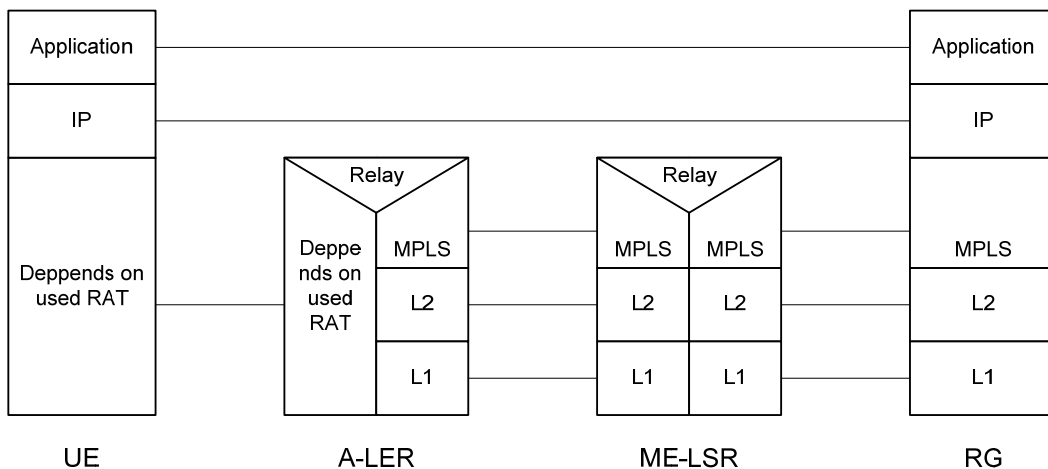 Application
Application
IP
IP
Relay
Relay
Deppends on
used RAT
Deppe
nds on
used
RAT
MPLS
MPLS
MPLS
MPLS
L2
L2
L2
L2
L1
L1
L1
L1
UE
A-LER
ME-LSR
RG